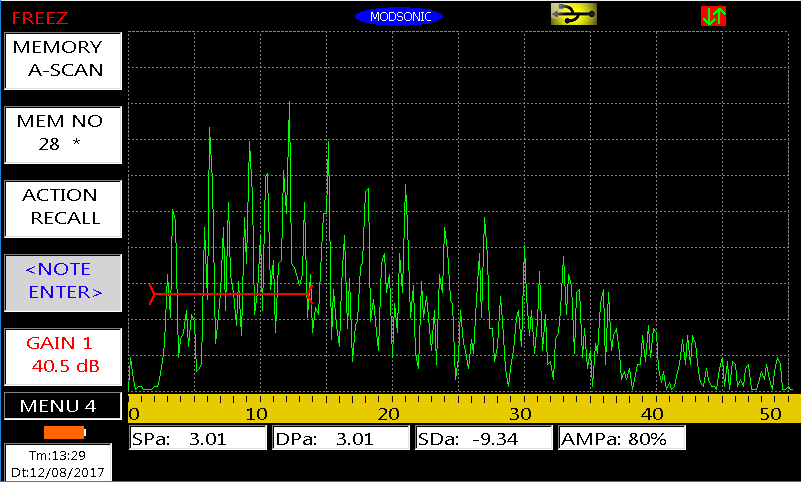 FREEZ
MODSONIC
MEMORY
A-SCAN
MEM NO
28 *
ACTION
RECALL
<NOTE
ENTER>
GAIN 1
40.5 dB
MENU 4
0 10 20 30 40 50
SPa: 3.01 DPa: 3.01 SDa: -9.34 AMPa: 80%
Tm:13:29
Dt:12/08/2017